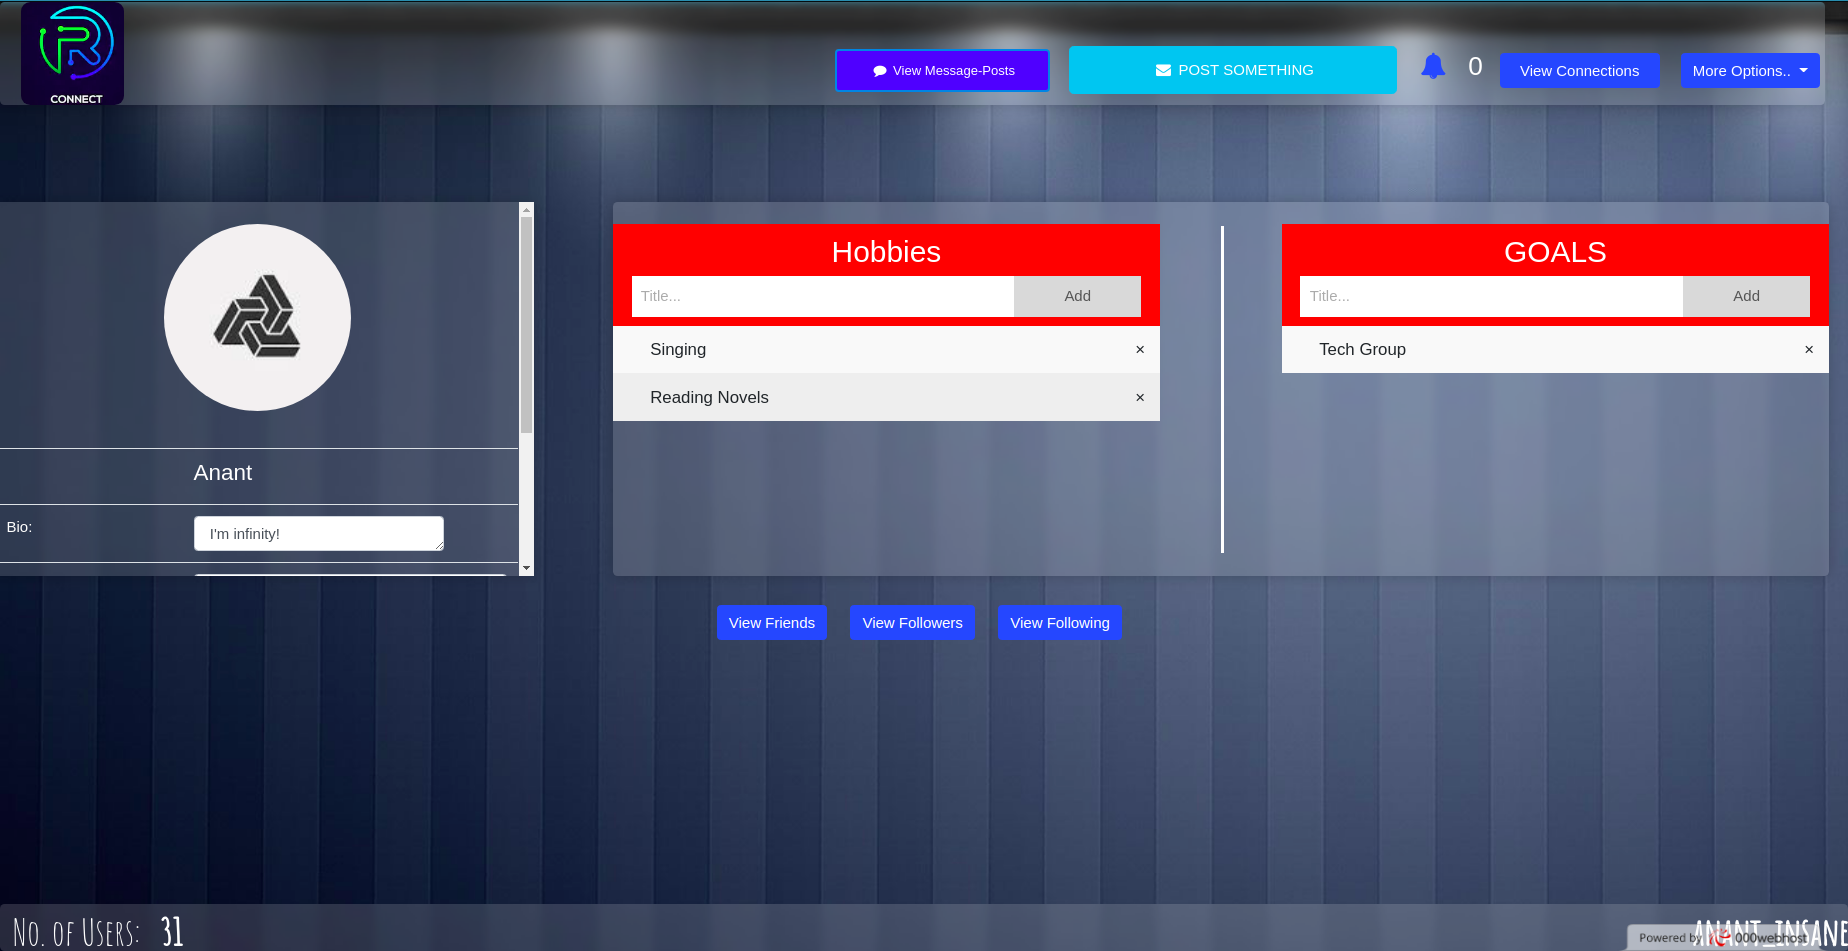 CONNECT
View Message-Posts
POST SOMETHING
0
View Connections
More Options..
Anant
Bio:
I'm infinity!
Hobbies
Title...
Add
Singing ×
Reading Novels ×
GOALS
Title...
Add
Tech Group ×
View Friends
View Followers
View Following
No. of Users: 31
ANANT_INSANE
Powered by 000webhost